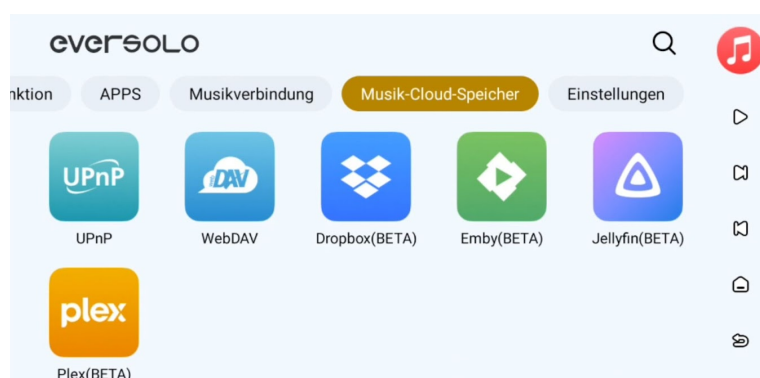 eversolo
nktion APPS Musikverbindung Musik-Cloud-Speicher Einstellungen
UPnP
DAV
UPnP WebDAV Dropbox(BETA) Emby(BETA) Jellyfin(BETA)
plex
Plex(BETA)